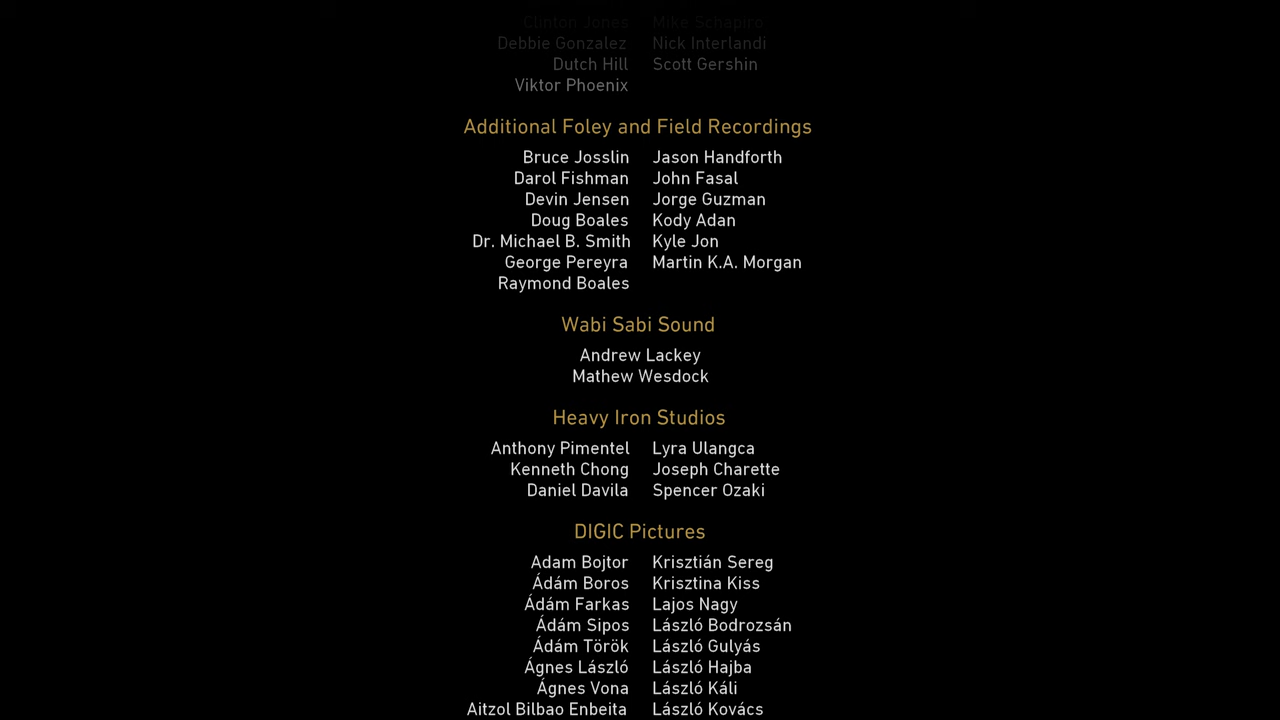 Clinton Jones Mike Schapiro
Debbie Gonzalez Nick Interlandi
Dutch Hill Scott Gershin
Viktor Phoenix
Additional Foley and Field Recordings
Bruce Josslin Jason Handforth
Darol Fishman John Fasal
Devin Jensen Jorge Guzman
Doug Boales Kody Adan
Dr. Michael B. Smith Kyle Jon
George Pereyra Martin K.A. Morgan
Raymond Boales
Wabi Sabi Sound
Andrew Lackey
Mathew Wesdock
Heavy Iron Studios
Anthony Pimentel Lyra Ulangca
Kenneth Chong Joseph Charette
Daniel Davila Spencer Ozaki
DIGIC Pictures
Adam Bojtor Krisztián Sereg
Ádám Boros Krisztina Kiss
Ádám Farkas Lajos Nagy
Ádám Sipos László Bodrozsán
Ádám Török László Gulyás
Ágnes László László Hajba
Ágnes Vona László Káli
Aitzol Bilbao Enbeita László Kovács